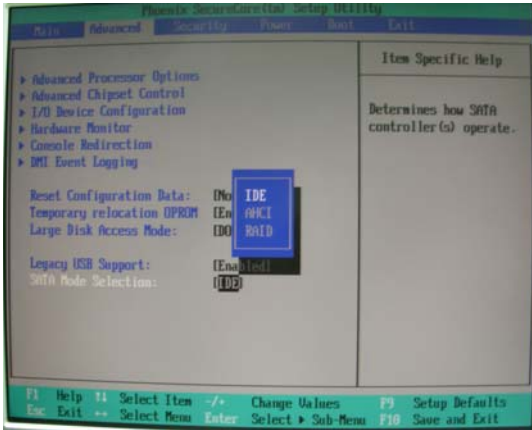 Phoenix SecureCore(tm) Setup Utility
Main Advanced Security Power Boot Exit
Item Specific Help
Determines how SATA
controller(s) operate.
▶ Advanced Processor Options
▶ Advanced Chipset Control
▶ I/O Device Configuration
▶ Hardware Monitor
▶ Console Redirection
▶ DMI Event Logging
Reset Configuration Data: [No
Temporary relocation OPROM [En
Large Disk Access Mode: [DO
IDE
AHCI
RAID
Legacy USB Support: [Enabled]
SATA Mode Selection: [IDE]
F1 Help ↑↓ Select Item -/+ Change Values F9 Setup Defaults
Esc Exit ↔ Select Menu Enter Select ▶ Sub-Menu F10 Save and Exit